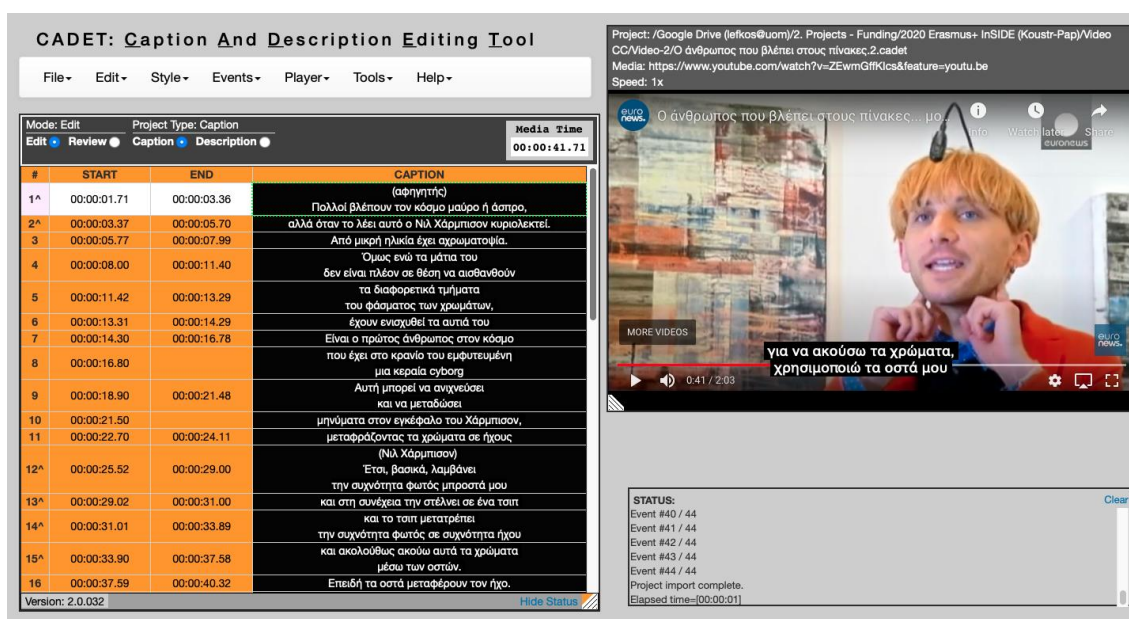 CADET: Caption And Description Editing Tool
File Edit Style Events Player Tools Help
Mode: Edit Project Type: Caption
Edit Review Caption Description
Media Time
00:00:41.71
# START END CAPTION
1^ 00:00:01.71 00:00:03.36 (αφηγητής)
Πολλοί βλέπουν τον κόσμο μαύρο ή άσπρο,
2^ 00:00:03.37 00:00:05.70 αλλά όταν το λέει αυτό ο Νιλ Χάρμπισον κυριολεκτεί.
3 00:00:05.77 00:00:07.99 Από μικρή ηλικία έχει αχρωματοψία.
4 00:00:08.00 00:00:11.40 Όμως ενώ τα μάτια του
δεν είναι πλέον σε θέση να αισθανθούν
5 00:00:11.42 00:00:13.29 τα διαφορετικά τμήματα
του φάσματος των χρωμάτων,
6 00:00:13.31 00:00:14.29 έχουν ενισχυθεί τα αυτιά του
7 00:00:14.30 00:00:16.78 Είναι ο πρώτος άνθρωπος στον κόσμο
8 00:00:16.80 που έχει στο κρανίο του εμφυτευμένη
μια κεραία cyborg
9 00:00:18.90 00:00:21.48 Αυτή μπορεί να ανιχνεύσει
και να μεταδώσει
10 00:00:21.50 μηνύματα στον εγκέφαλο του Χάρμπισον,
11 00:00:22.70 00:00:24.11 μεταφράζοντας τα χρώματα σε ήχους
12^ 00:00:25.52 00:00:29.00 (Νιλ Χάρμπισον)
Έτσι, βασικά, λαμβάνει
την συχνότητα φωτός μπροστά μου
13^ 00:00:29.02 00:00:31.00 και στη συνέχεια την στέλνει σε ένα τσιπ
14^ 00:00:31.01 00:00:33.89 και το τσιπ μετατρέπει
την συχνότητα φωτός σε συχνότητα ήχου
15^ 00:00:33.90 00:00:37.58 και ακολούθως ακούω αυτά τα χρώματα
μέσω των οστών.
16 00:00:37.59 00:00:40.32 Επειδή τα οστά μεταφέρουν τον ήχο.
Version: 2.0.032 Hide Status
Project: /Google Drive (lefkos@uom)/2. Projects - Funding/2020 Erasmus+ InSIDE (Koustr-Pap)/Video
CC/Video-2/Ο άνθρωπος που βλέπει στους πίνακες.2.cadet
Media: https://www.youtube.com/watch?v=ZEwmGffKIcs&feature=youtu.be
Speed: 1x
euro
news.
Ο άνθρωπος που βλέπει στους πίνακες... μο...
Info Watch later Share
euronews
MORE VIDEOS
euro
news.
για να ακούσω τα χρώματα,
χρησιμοποιώ τα οστά μου
0:41 / 2:03
STATUS: Clear
Event #40 / 44
Event #41 / 44
Event #42 / 44
Event #43 / 44
Event #44 / 44
Project import complete.
Elapsed time=[00:00:01]